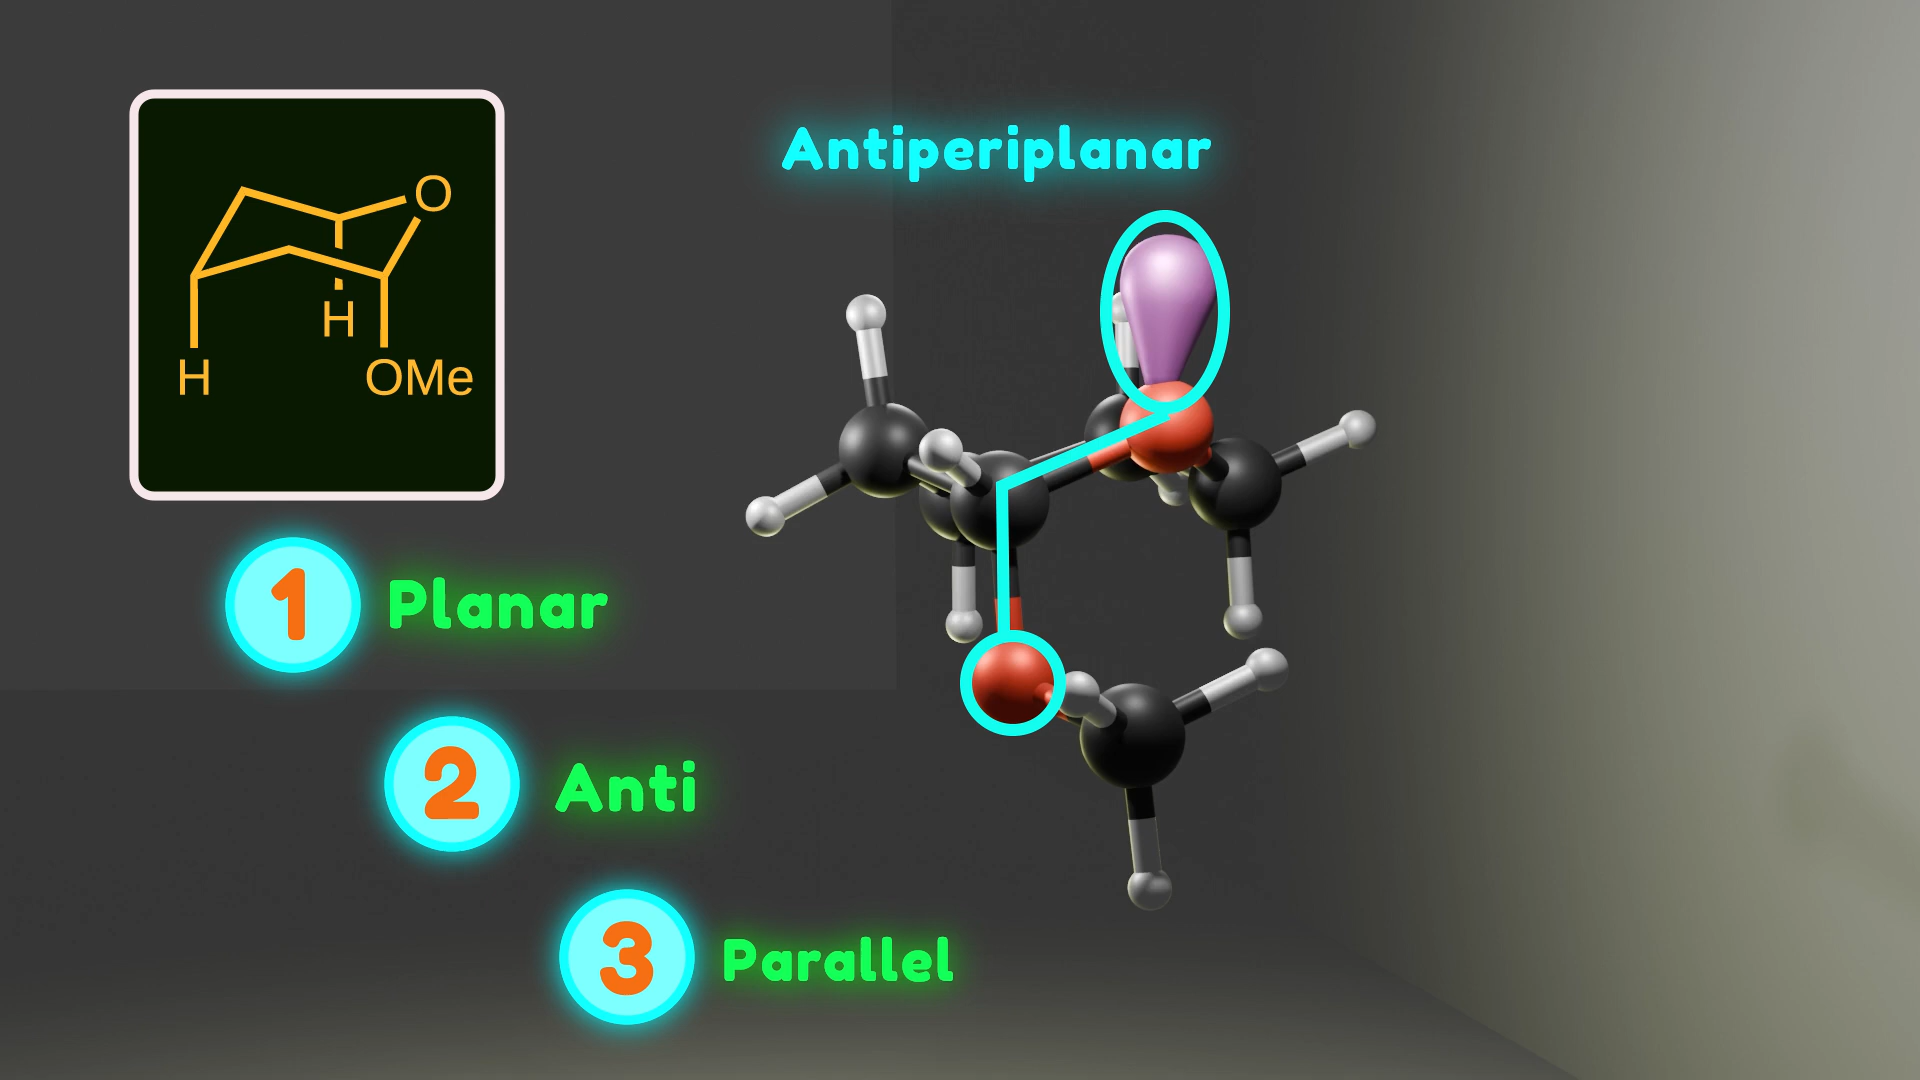 Antiperiplanar
O
H
H
OMe
1 Planar
2 Anti
3 Parallel